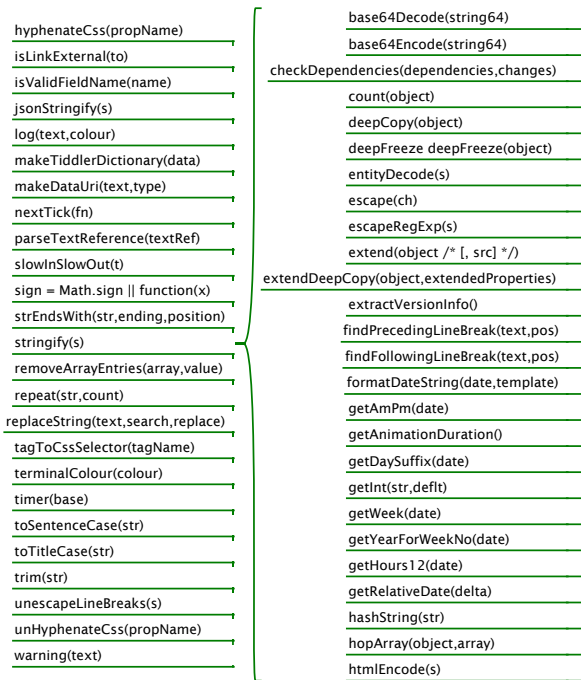 hyphenateCss(propName)
isLinkExternal(to)
isValidFieldName(name)
jsonStringify(s)
log(text,colour)
makeTiddlerDictionary(data)
makeDataUri(text,type)
nextTick(fn)
parseTextReference(textRef)
slowInSlowOut(t)
sign = Math.sign || function(x)
strEndsWith(str,ending,position)
stringify(s)
removeArrayEntries(array,value)
repeat(str,count)
replaceString(text,search,replace)
tagToCssSelector(tagName)
terminalColour(colour)
timer(base)
toSentenceCase(str)
toTitleCase(str)
trim(str)
unescapeLineBreaks(s)
unHyphenateCss(propName)
warning(text)
base64Decode(string64)
base64Encode(string64)
checkDependencies(dependencies,changes)
count(object)
deepCopy(object)
deepFreeze deepFreeze(object)
entityDecode(s)
escape(ch)
escapeRegExp(s)
extend(object /* [, src] */)
extendDeepCopy(object,extendedProperties)
extractVersionInfo()
findPrecedingLineBreak(text,pos)
findFollowingLineBreak(text,pos)
formatDateString(date,template)
getAmPm(date)
getAnimationDuration()
getDaySuffix(date)
getInt(str,deflt)
getWeek(date)
getYearForWeekNo(date)
getHours12(date)
getRelativeDate(delta)
hashString(str)
hopArray(object,array)
htmlEncode(s)